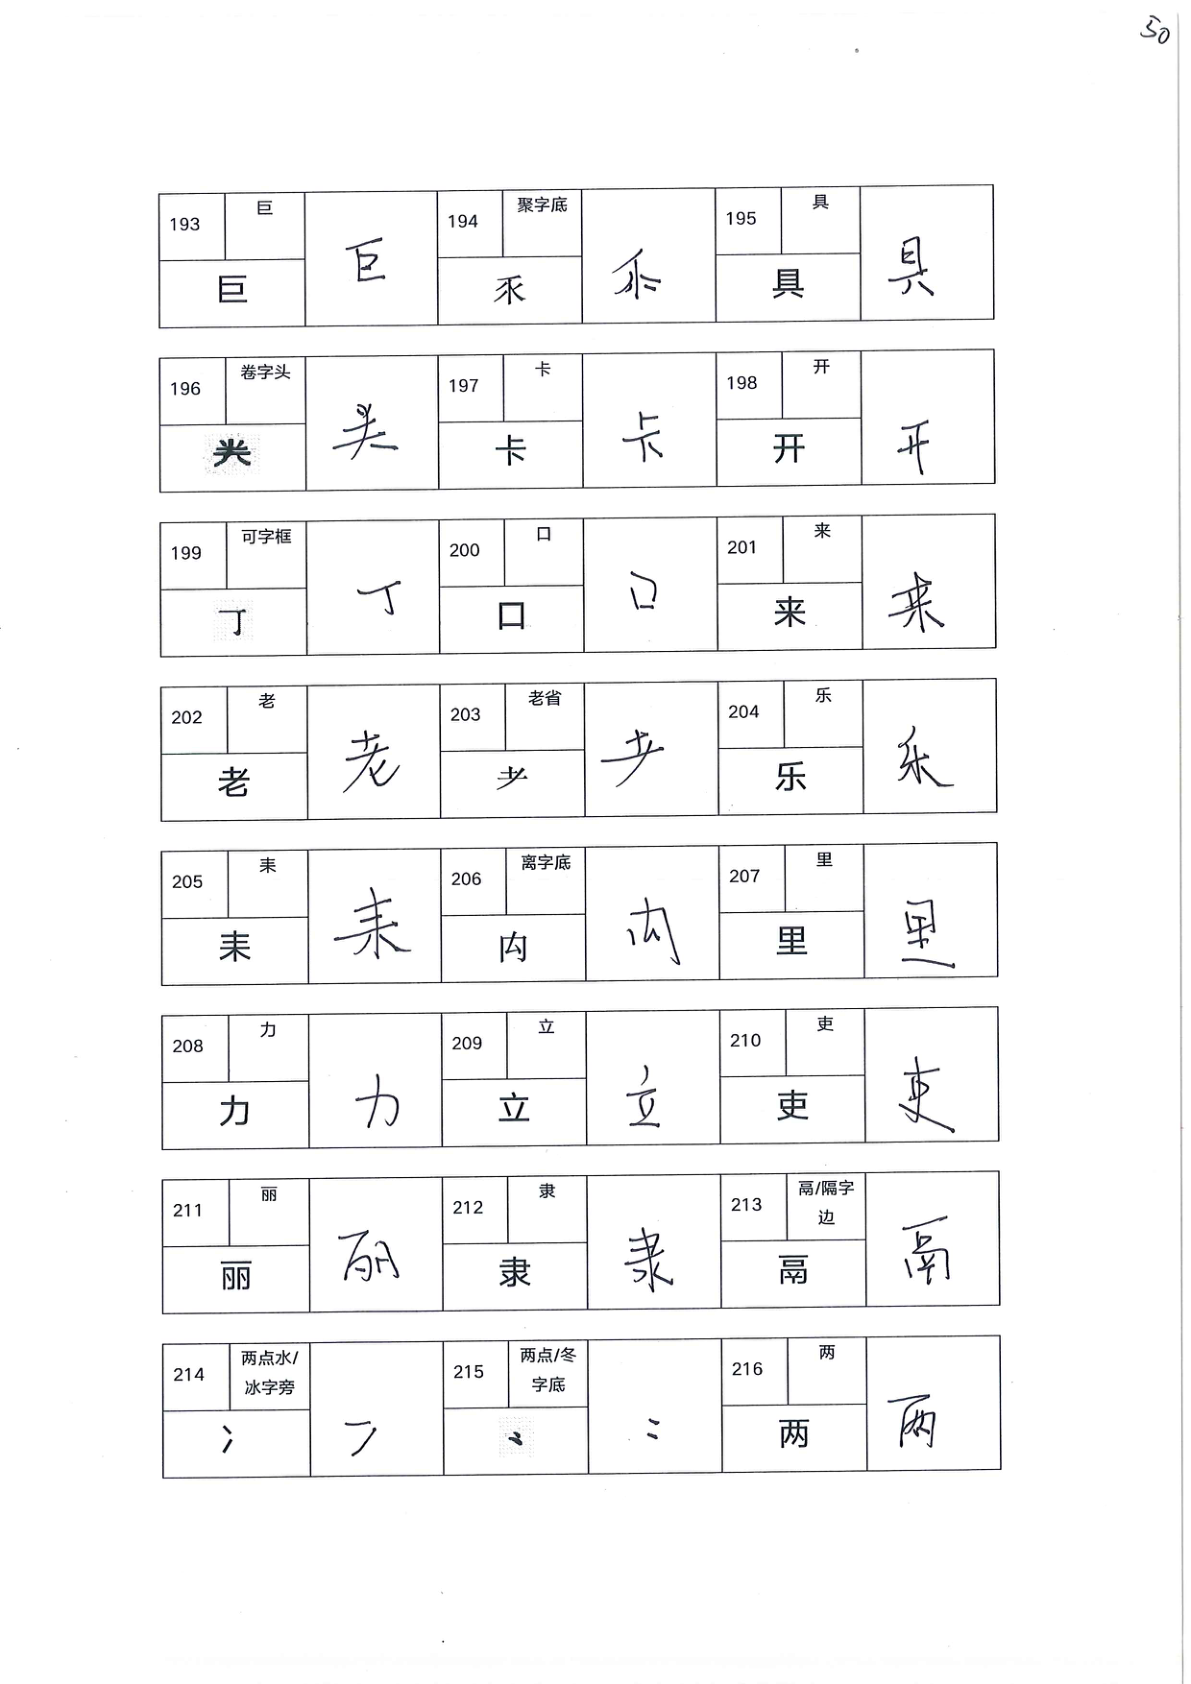 50
193 巨 巨 巨
194 聚字底 乑 乑
195 具 具 具
196 卷字头 龹 龹
197 卡 卡 卡
198 开 开 开
199 可字框 丁 丁
200 口 口 口
201 来 来 来
202 老 老 老
203 老省 耂 耂
204 乐 乐 乐
205 耒 耒 耒
206 离字底 禸 禸
207 里 里 里
208 力 力 力
209 立 立 立
210 吏 吏 吏
211 丽 丽 丽
212 隶 隶 隶
213 鬲/隔字边 鬲 鬲
214 两点水/冰字旁 冫 冫
215 两点/冬字底 ⺀ ⺀
216 两 两 两